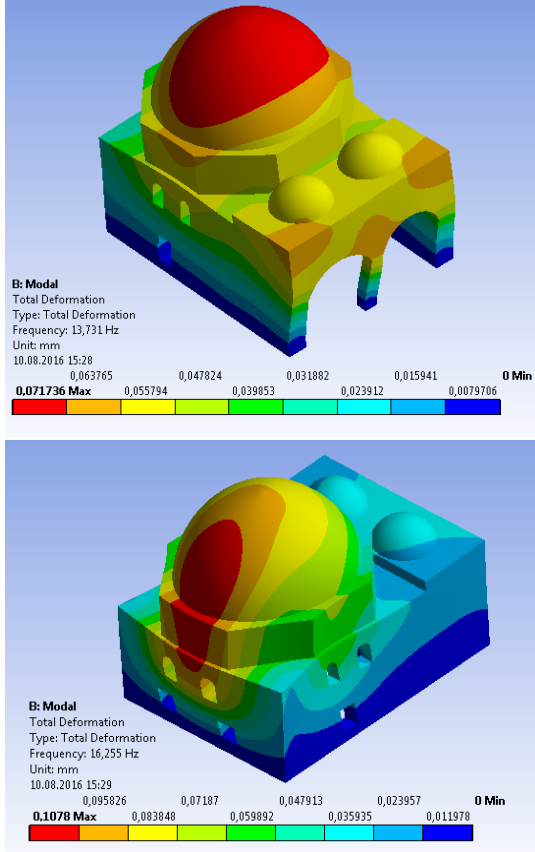 B: Modal
Total Deformation
Type: Total Deformation
Frequency: 13,731 Hz
Unit: mm
10.08.2016 15:28
0,063765 0,047824 0,031882 0,015941 0 Min
0,071736 Max 0,055794 0,039853 0,023912 0,0079706
B: Modal
Total Deformation
Type: Total Deformation
Frequency: 16,255 Hz
Unit: mm
10.08.2016 15:29
0,095826 0,07187 0,047913 0,023957 0 Min
0,1078 Max 0,083848 0,059892 0,035935 0,011978